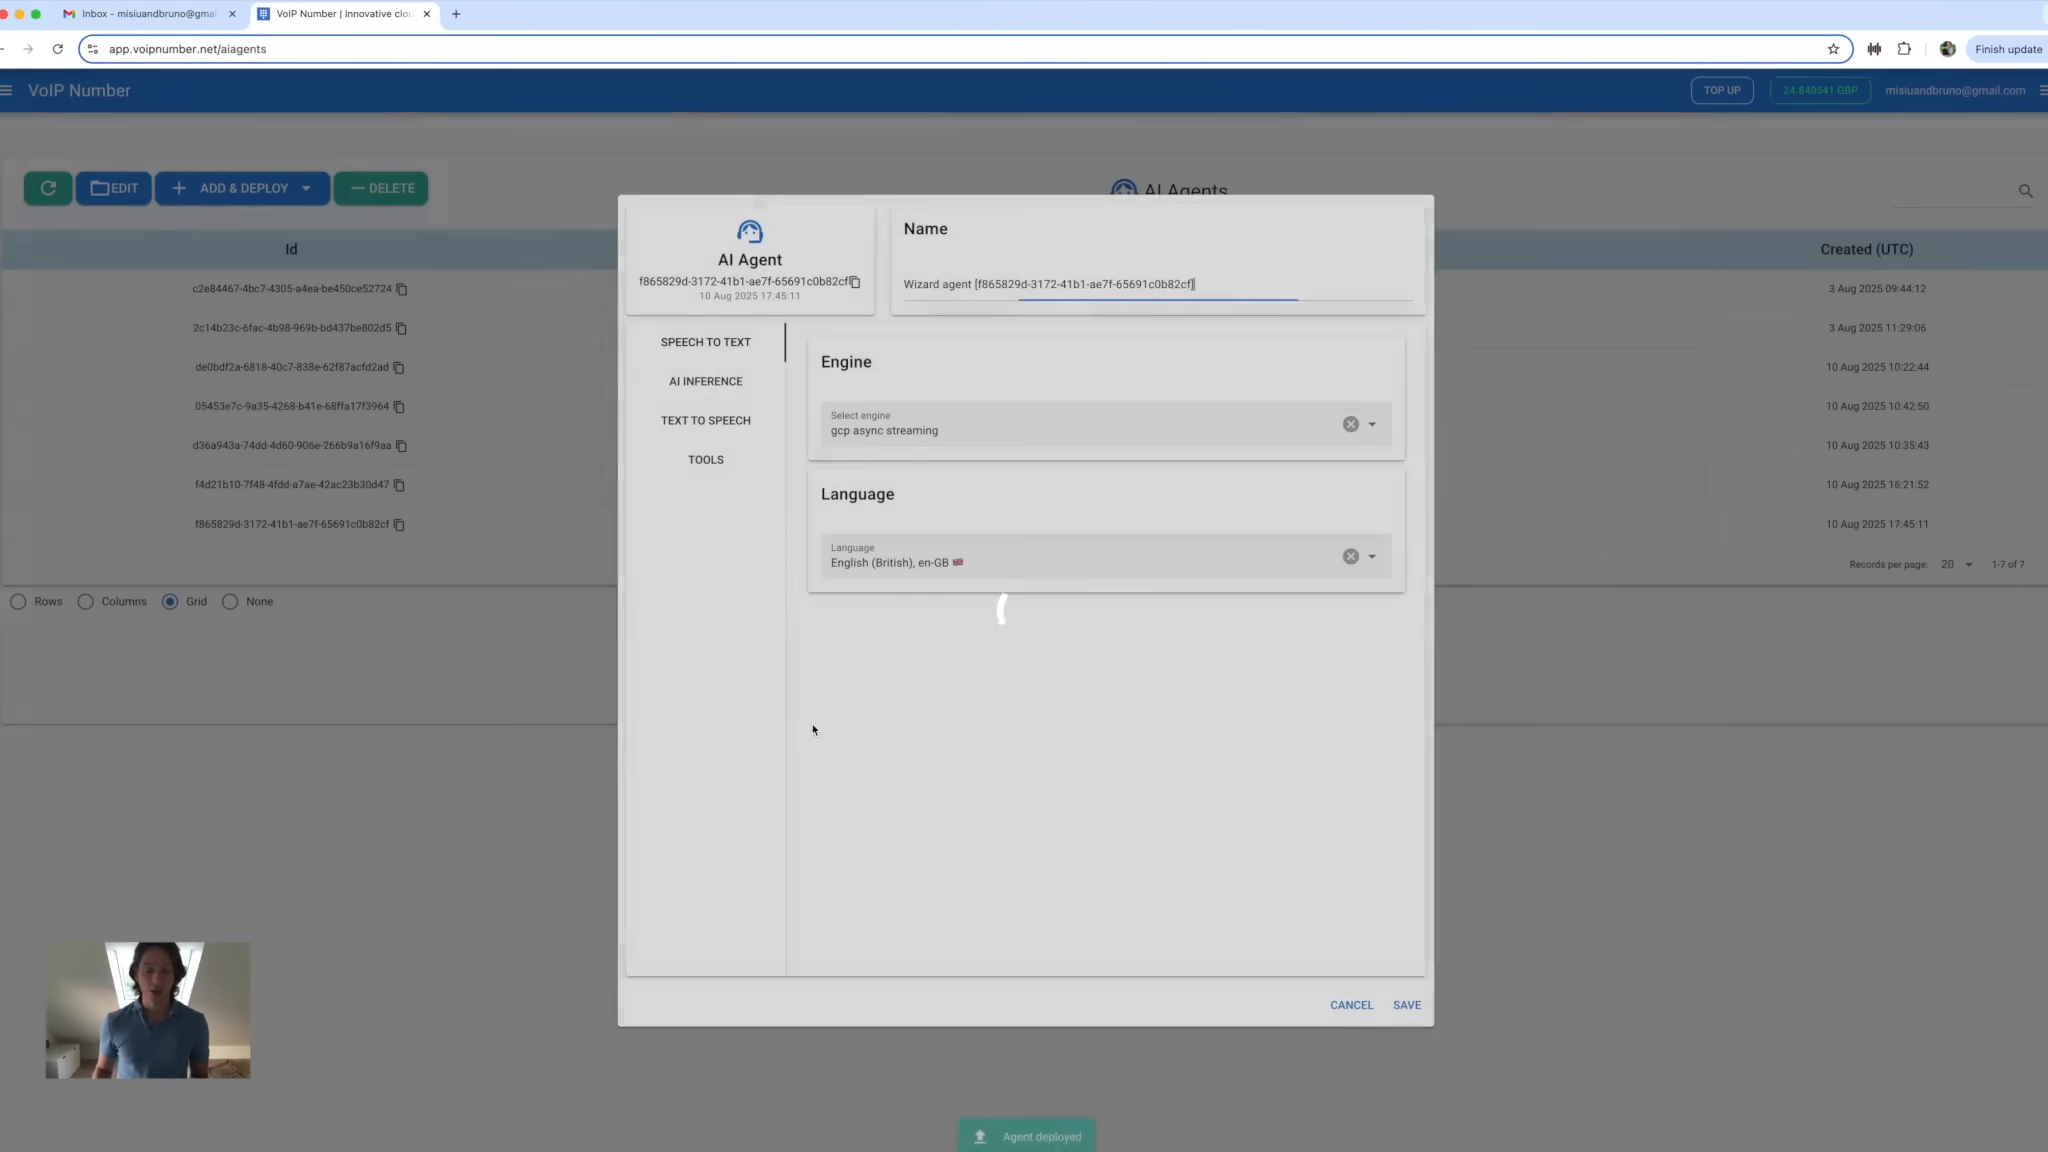 Inbox - misiuandbruno@gmai
VoIP Number | Innovative clou
app.voipnumber.net/aiagents
Finish update
VoIP Number
TOP UP
24.840541 GBP
misiuandbruno@gmail.com
EDIT
ADD & DEPLOY
DELETE
AI Agents
Id
Created (UTC)
c2e84467-4bc7-4305-a4ea-be450ce52724
3 Aug 2025 09:44:12
2c14b23c-6fac-4b98-969b-bd437be802d5
3 Aug 2025 11:29:06
de0bdf2a-6818-40c7-838e-62f87acfd2ad
10 Aug 2025 10:22:44
05453e7c-9a35-4268-b41e-68ffa17f3964
10 Aug 2025 10:42:50
d36a943a-74dd-4d60-906e-266b9a16f9aa
10 Aug 2025 10:35:43
f4d21b10-7f48-4fdd-a7ae-42ac23b30d47
10 Aug 2025 16:21:52
f865829d-3172-41b1-ae7f-65691c0b82cf
10 Aug 2025 17:45:11
Records per page: 20 1-7 of 7
Rows
Columns
Grid
None
AI Agent
f865829d-3172-41b1-ae7f-65691c0b82cf
10 Aug 2025 17:45:11
Name
Wizard agent [f865829d-3172-41b1-ae7f-65691c0b82cf]
SPEECH TO TEXT
AI INFERENCE
TEXT TO SPEECH
TOOLS
Engine
Select engine
gcp async streaming
Language
Language
English (British), en-GB
CANCEL
SAVE
Agent deployed